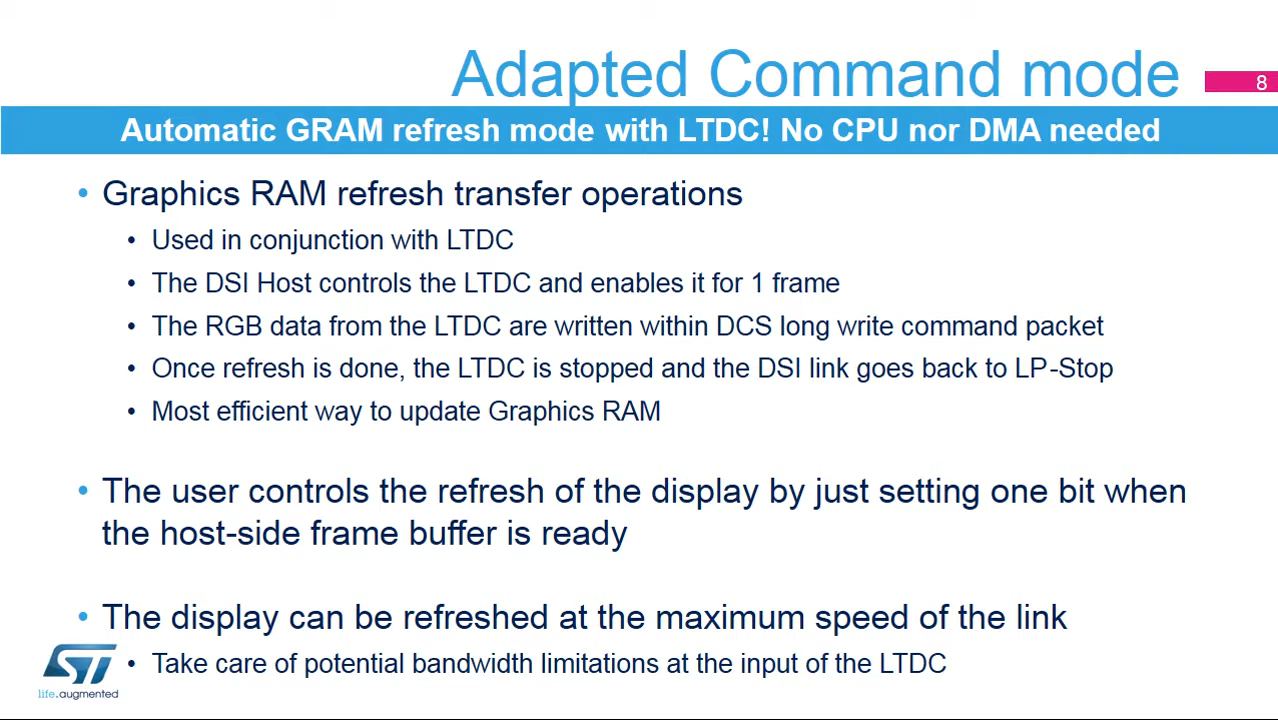 Adapted Command mode
8
Automatic GRAM refresh mode with LTDC! No CPU nor DMA needed
• Graphics RAM refresh transfer operations
• Used in conjunction with LTDC
• The DSI Host controls the LTDC and enables it for 1 frame
• The RGB data from the LTDC are written within DCS long write command packet
• Once refresh is done, the LTDC is stopped and the DSI link goes back to LP-Stop
• Most efficient way to update Graphics RAM
• The user controls the refresh of the display by just setting one bit when
the host-side frame buffer is ready
• The display can be refreshed at the maximum speed of the link
• Take care of potential bandwidth limitations at the input of the LTDC
ST
life.augmented